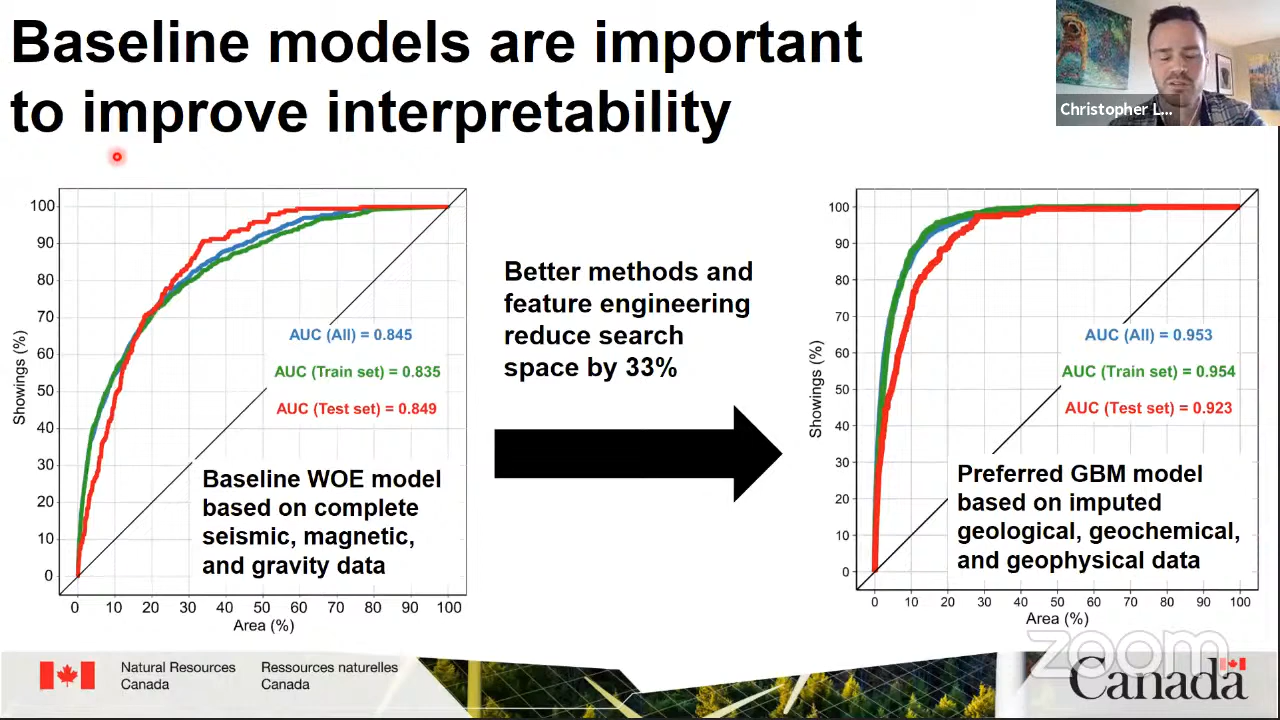 Baseline models are important
to improve interpretability
Christopher L...
Showings (%)
100
90
80
70
60
50
40
30
20
10
0
AUC (All) = 0.845
AUC (Train set) = 0.835
AUC (Test set) = 0.849
Baseline WOE model
based on complete
seismic, magnetic,
and gravity data
0 10 20 30 40 50 60 70 80 90 100
Area (%)
Better methods and
feature engineering
reduce search
space by 33%
Showings (%)
100
90
80
70
60
50
40
30
20
10
0
AUC (All) = 0.953
AUC (Train set) = 0.954
AUC (Test set) = 0.923
Preferred GBM model
based on imputed
geological, geochemical,
and geophysical data
0 10 20 30 40 50 60 70 80 90 100
Area (%)
Natural Resources
Canada
Ressources naturelles
Canada
zoom
Canada